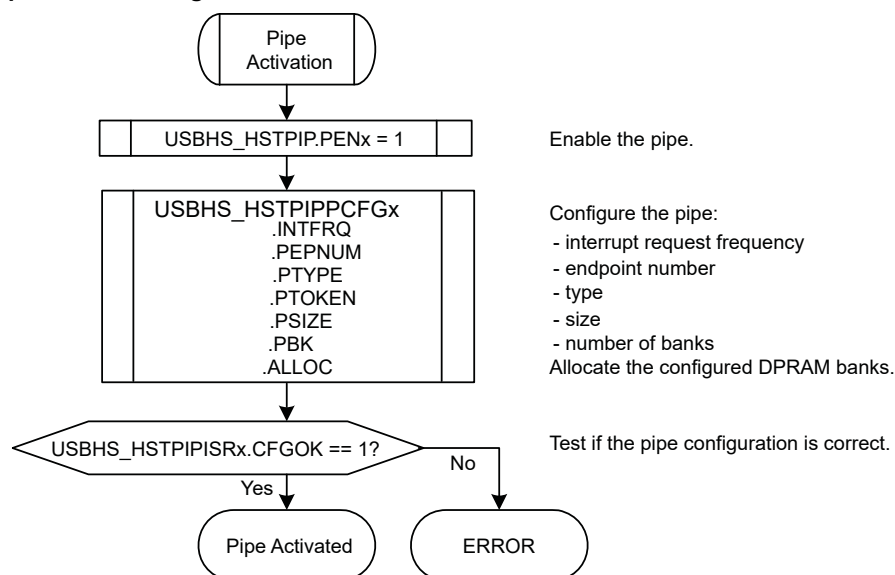 Pipe
Activation
USBHS_HSTPIP.PENx = 1
Enable the pipe.
USBHS_HSTPIPPCFGx
.INTFRQ
.PEPNUM
.PTYPE
.PTOKEN
.PSIZE
.PBK
.ALLOC
Configure the pipe:
- interrupt request frequency
- endpoint number
- type
- size
- number of banks
Allocate the configured DPRAM banks.
USBHS_HSTPIPISRx.CFGOK == 1?
Test if the pipe configuration is correct.
No
Yes
Pipe Activated
ERROR